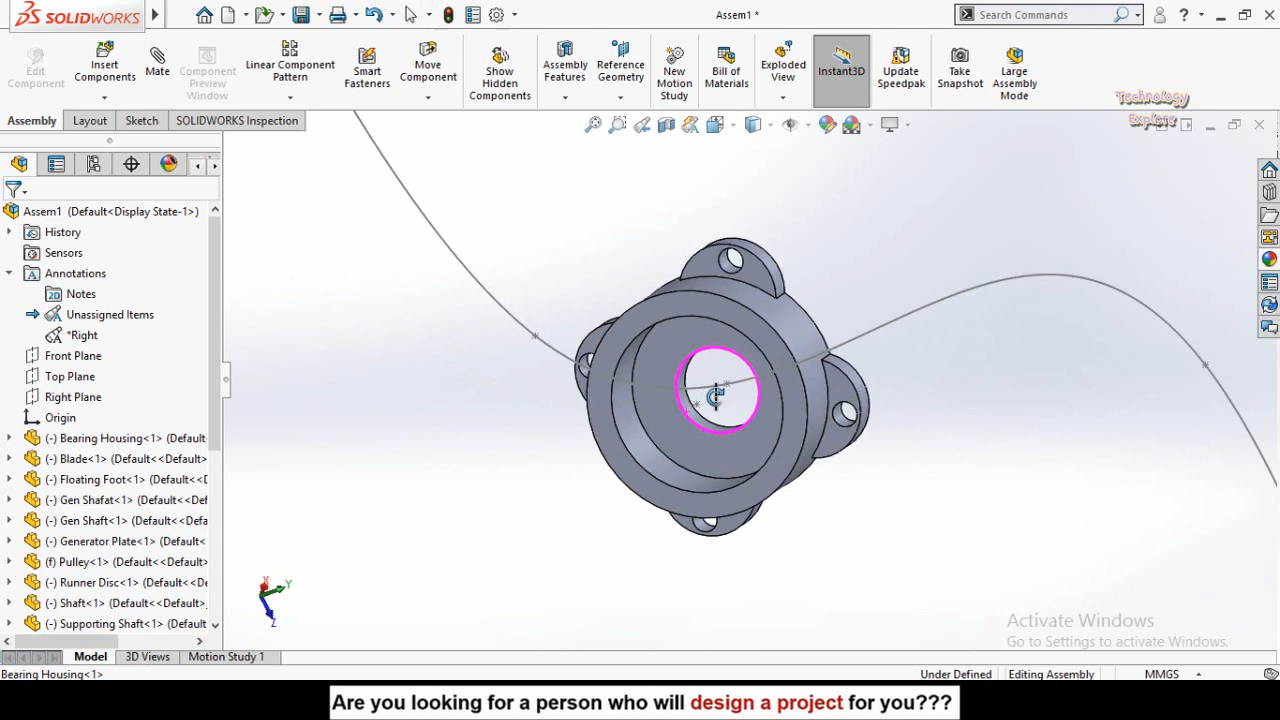 SOLIDWORKS
Assem1 *
Search Commands
Edit Component
Insert Components
Mate
Component Preview Window
Linear Component Pattern
Smart Fasteners
Move Component
Show Hidden Components
Assembly Features
Reference Geometry
New Motion Study
Bill of Materials
Exploded View
Instant3D
Update Speedpak
Take Snapshot
Large Assembly Mode
Technology Explore
Assembly
Layout
Sketch
SOLIDWORKS Inspection
Assem1 (Default<Display State-1>)
History
Sensors
Annotations
Notes
Unassigned Items
*Right
Front Plane
Top Plane
Right Plane
Origin
(-) Bearing Housing<1> (Default
(-) Blade<1> (Default<<Default>
(-) Floating Foot<1> (Default<<
(-) Gen Shafat<1> (Default<<De
(-) Gen Shaft<1> (Default<<Def
(-) Generator Plate<1> (Default
(f) Pulley<1> (Default<<Default
(-) Runner Disc<1> (Default<<D
(-) Shaft<1> (Default<<Default>
(-) Supporting Shaft<1> (Default
X
Y
Z
Activate Windows
Go to Settings to activate Windows.
Model
3D Views
Motion Study 1
Bearing Housing<1>
Under Defined
Editing Assembly
MMGS
Are you looking for a person who will design a project for you???